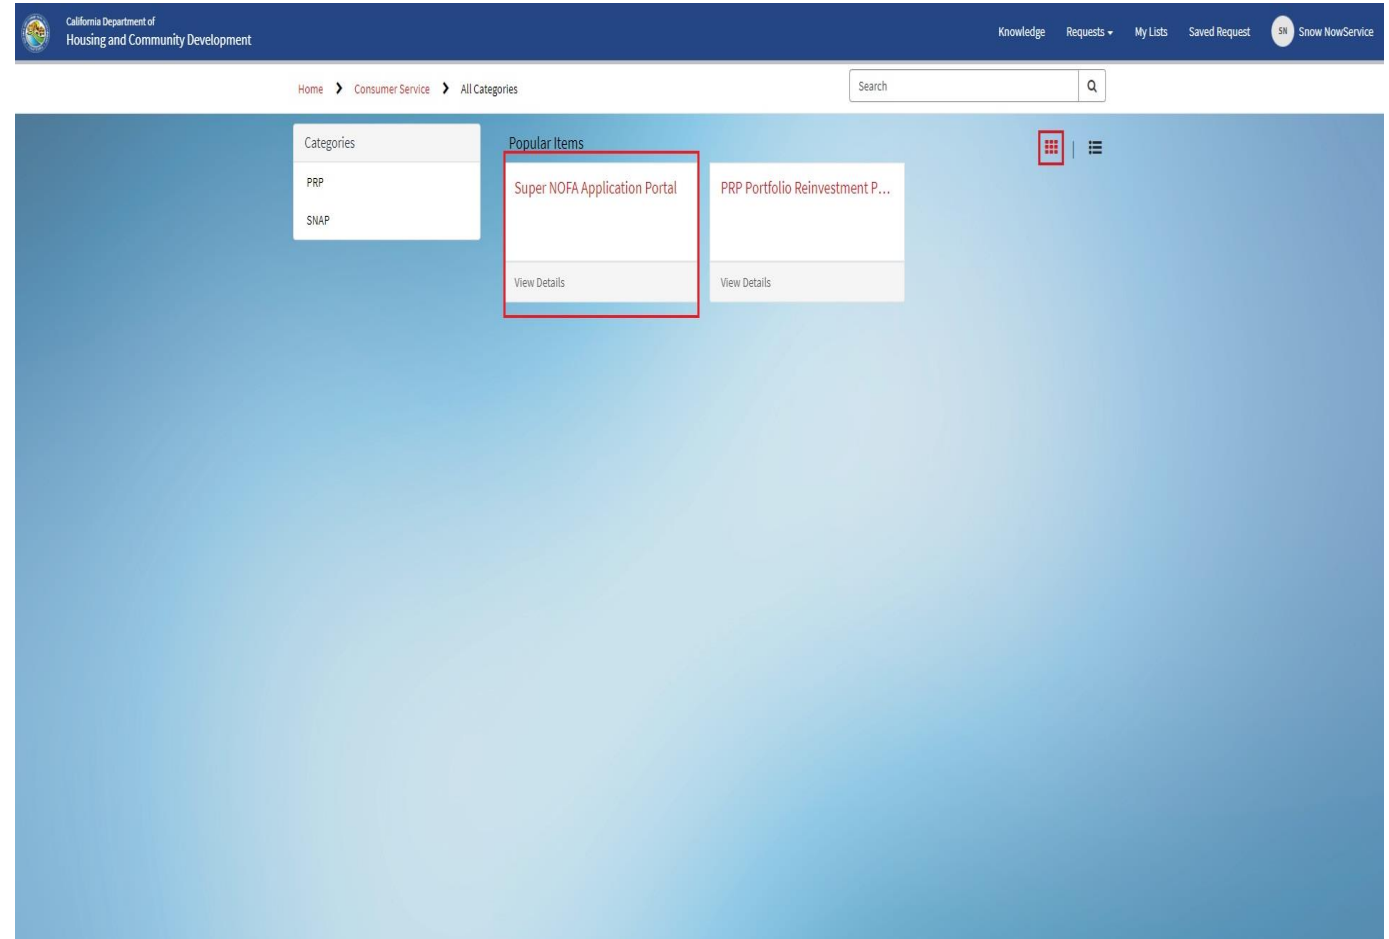 California Department of
Housing and Community Development
Knowledge Requests My Lists Saved Request SN Snow NowService
Home > Consumer Service > All Categories
Search
Categories
PRP
SNAP
Popular Items
Super NOFA Application Portal
View Details
PRP Portfolio Reinvestment P...
View Details